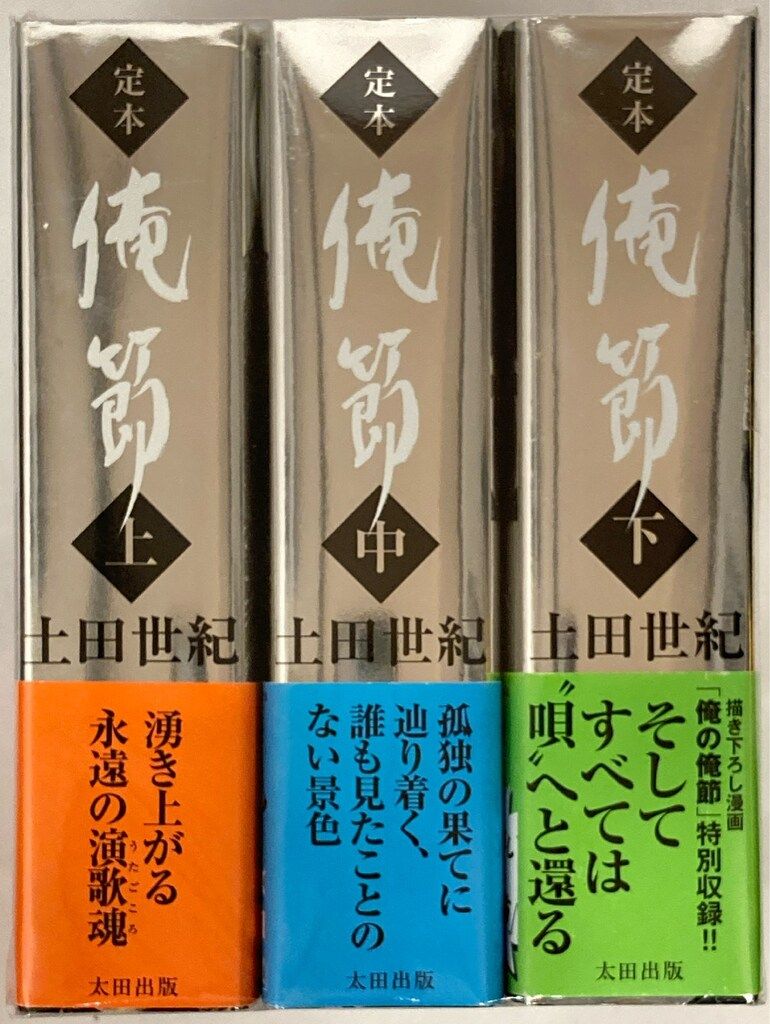 定本
俺節
上
土田世紀
湧き上がる
永遠の演歌魂
うたごころ
太田出版
定本
俺節
中
土田世紀
孤独の果てに
辿り着く、
誰も見たことの
ない景色
太田出版
定本
俺節
下
土田世紀
描き下ろし漫画
「俺の俺節」特別収録!!
そして
すべては
〝唄〟へと還る
太田出版